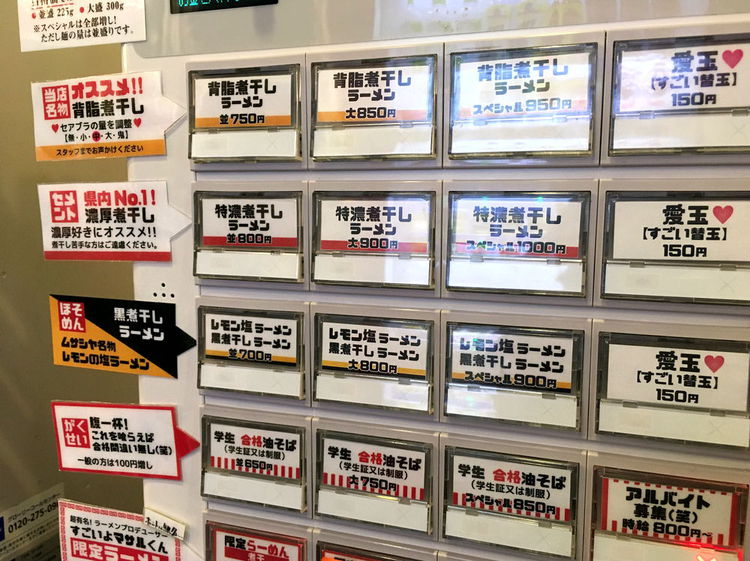 ●並盛 225g ●大盛 300g
※スペシャルは全部増し!
ただし麺の量は並盛りです。
当店名物
オススメ!!
背脂煮干し
♥セアブラの量を調整♥
【無・小・中・大・鬼】
スタッフまでお声かけください
背脂煮干し
ラーメン
並750円
背脂煮干し
ラーメン
大850円
背脂煮干し
ラーメン
スペシャル950円
愛玉♥
【すごい替玉】
150円
セメント
県内No.1!
濃厚煮干し
濃厚好きにオススメ!!
煮干し苦手な方はご遠慮ください。
特濃煮干し
ラーメン
並800円
特濃煮干し
ラーメン
大900円
特濃煮干し
ラーメン
スペシャル1000円
愛玉♥
【すごい替玉】
150円
ほそめん
黒煮干し
ラーメン
ムサシヤ名物
レモンの塩ラーメン
レモン塩ラーメン
黒煮干しラーメン
並700円
レモン塩ラーメン
黒煮干しラーメン
大800円
レモン塩ラーメン
黒煮干しラーメン
スペシャル900円
愛玉♥
【すごい替玉】
150円
がくせい
腹一杯!
これを喰らえば
合格間違い無し(笑)
一般の方は100円増し
学生 合格油そば
(学生証又は制服)
並650円
学生 合格油そば
(学生証又は制服)
大750円
学生 合格油そば
(学生証又は制服)
スペシャル850円
アルバイト
募集(笑)
時給800円〜
超有名!ラーメンプロデューサー
すごいよマサルくん
限定ラーメン
限定らーめん
煮干
0120-275-09